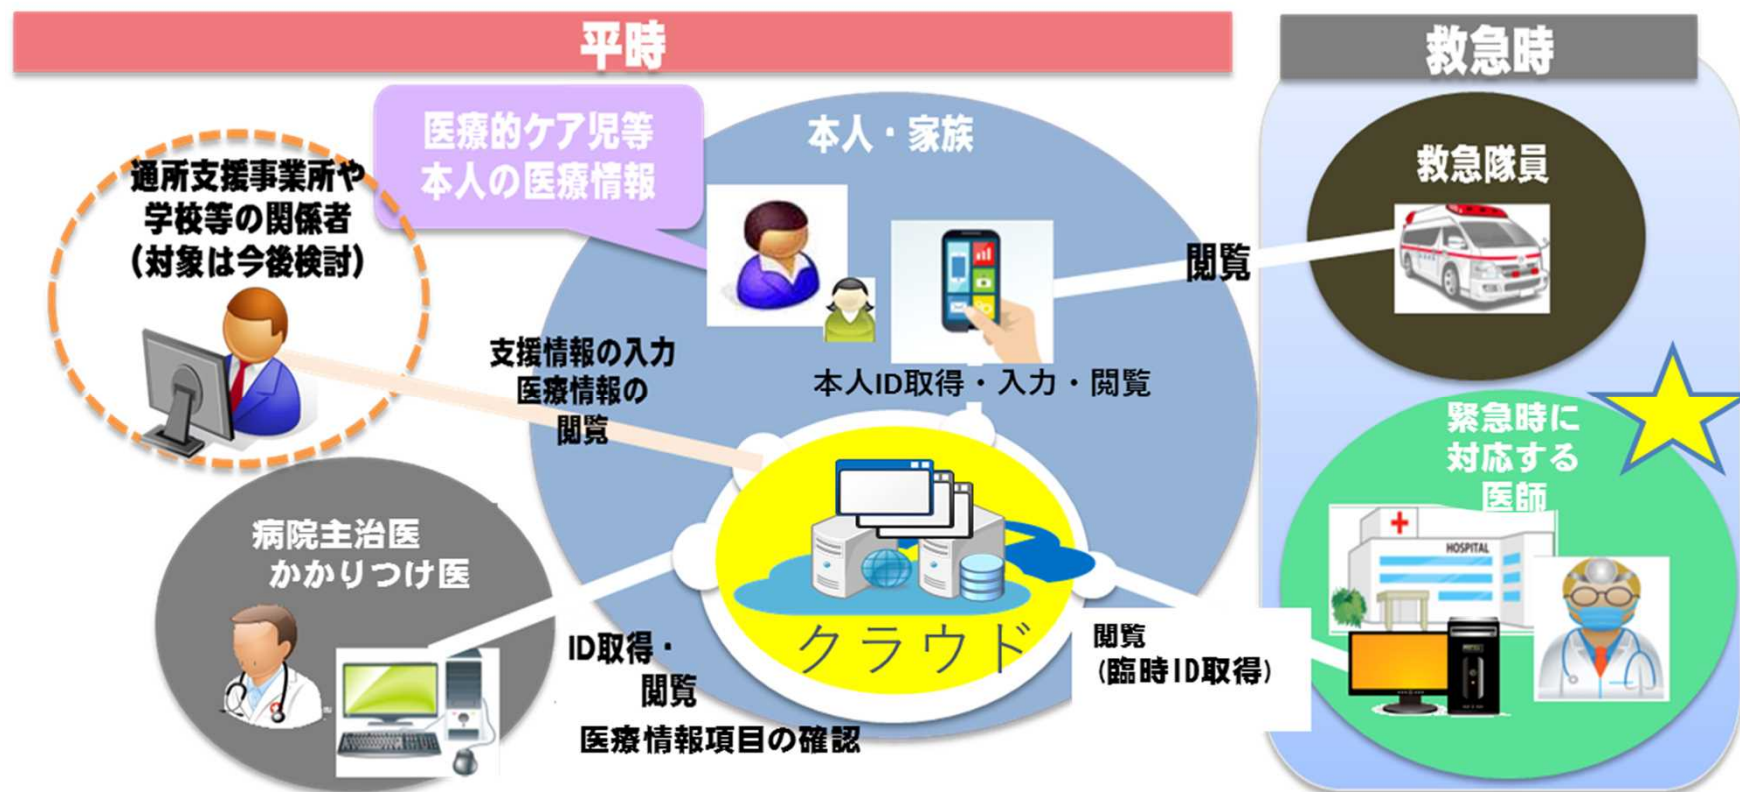 平時
救急時
医療的ケア児等
本人の医療情報
本人・家族
通所支援事業所や
学校等の関係者
(対象は今後検討)
救急隊員
閲覧
支援情報の入力
医療情報の
閲覧
本人ID取得・入力・閲覧
緊急時に
対応する
医師
HOSPITAL
病院主治医
かかりつけ医
クラウド
ID取得・
閲覧
医療情報項目の確認
閲覧
(臨時ID取得)